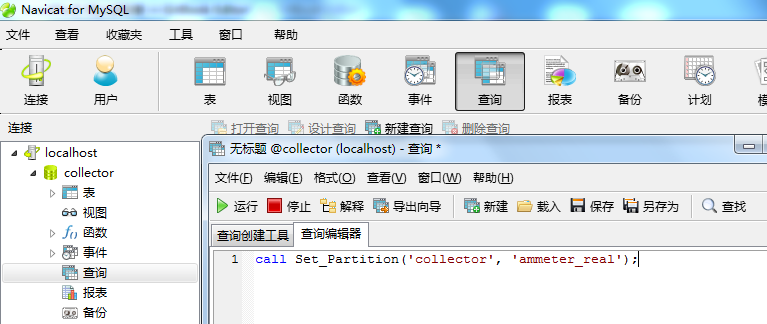 Navicat for MySQL
文件 查看 收藏夹 工具 窗口 帮助
连接 用户 表 视图 函数 事件 查询 报表 备份 计划
连接
打开查询 设计查询 新建查询 删除查询
localhost
collector
表
视图
f() 函数
事件
查询
报表
备份
无标题 @collector (localhost) - 查询 *
文件(F) 编辑(E) 格式(O) 查看(V) 窗口(W) 帮助(H)
运行 停止 解释 导出向导 新建 载入 保存 另存为 查找
查询创建工具 查询编辑器
1 call Set_Partition('collector', 'ammeter_real');